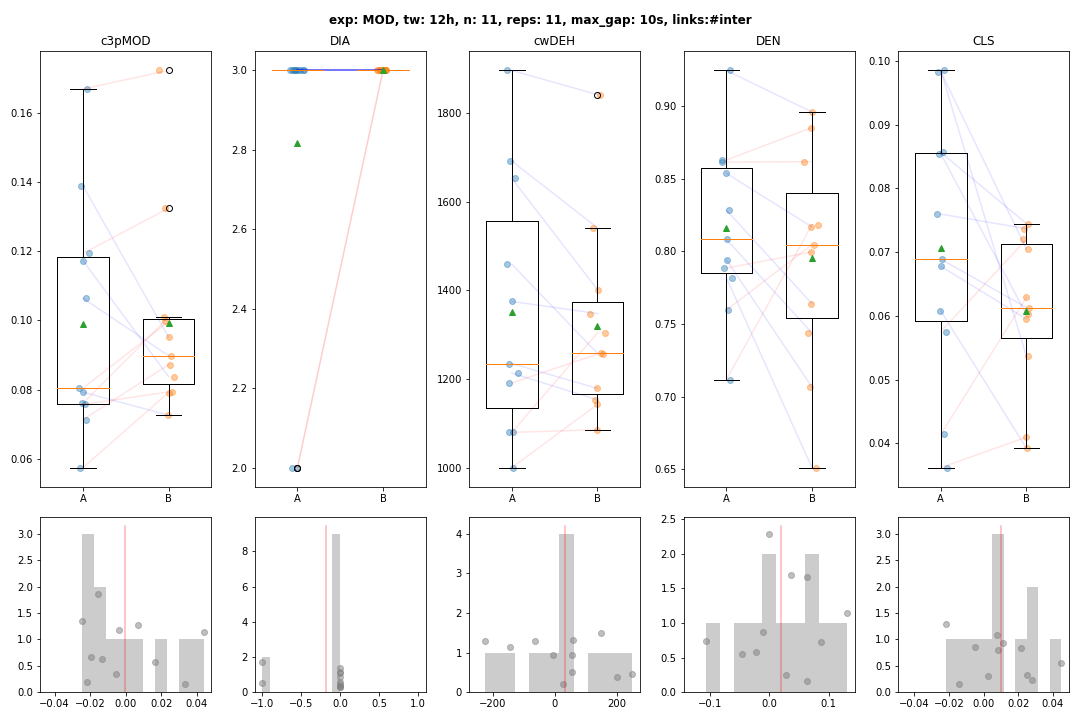 exp: MOD, tw: 12h, n: 11, reps: 11, max_gap: 10s, links:#inter
c3pMOD DIA cwDEH DEN CLS
0.16 0.14 0.12 0.10 0.08 0.06
A B
3.0 2.8 2.6 2.4 2.2 2.0
A B
1800 1600 1400 1200 1000
A B
0.90 0.85 0.80 0.75 0.70 0.65
A B
0.10 0.09 0.08 0.07 0.06 0.05 0.04
A B
3.0 2.5 2.0 1.5 1.0 0.5 0.0
−0.04 −0.02 0.00 0.02 0.04
8 6 4 2 0
−1.0 −0.5 0.0 0.5 1.0
4 3 2 1 0
−200 0 200
2.5 2.0 1.5 1.0 0.5 0.0
−0.1 0.0 0.1
3.0 2.5 2.0 1.5 1.0 0.5 0.0
−0.04 −0.02 0.00 0.02 0.04